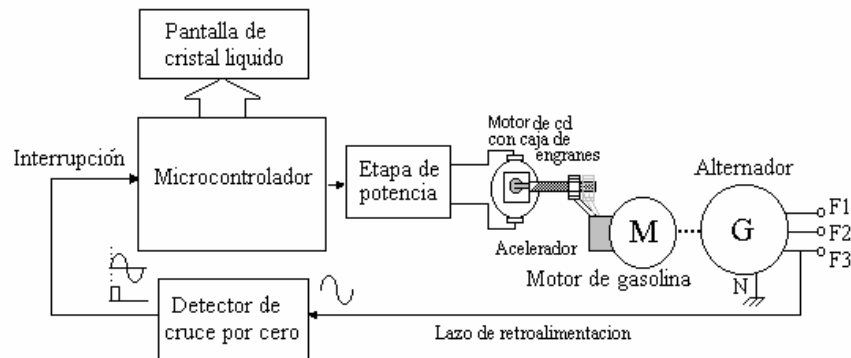 Pantalla de
cristal liquido
Interrupción
Microcontrolador
Etapa de
potencia
Motor de cd
con caja de
engranes
Alternador
Acelerador
M
G
F1
F2
F3
Motor de gasolina
N
Detector de
cruce por cero
Lazo de retroalimentacion